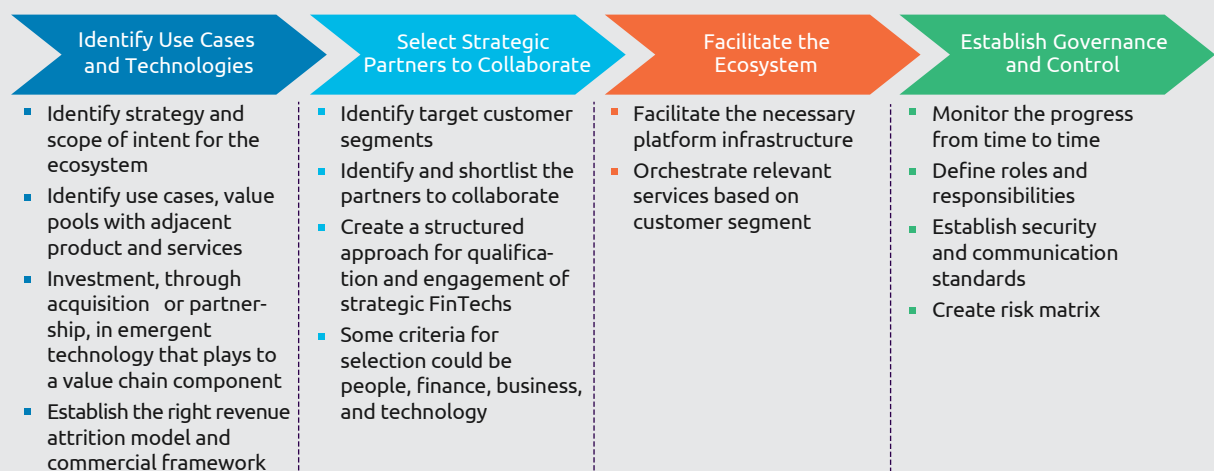 Identify Use Cases
and Technologies
Select Strategic
Partners to Collaborate
Facilitate the
Ecosystem
Establish Governance
and Control
Identify strategy and
scope of intent for the
ecosystem
Identify use cases, value
pools with adjacent
product and services
Investment, through
acquisition or partner-
ship, in emergent
technology that plays to
a value chain component
Establish the right revenue
attrition model and
commercial framework
Identify target customer
segments
Identify and shortlist the
partners to collaborate
Create a structured
approach for qualifica-
tion and engagement of
strategic FinTechs
Some criteria for
selection could be
people, finance, business,
and technology
Facilitate the necessary
platform infrastructure
Orchestrate relevant
services based on
customer segment
Monitor the progress
from time to time
Define roles and
responsibilities
Establish security
and communication
standards
Create risk matrix